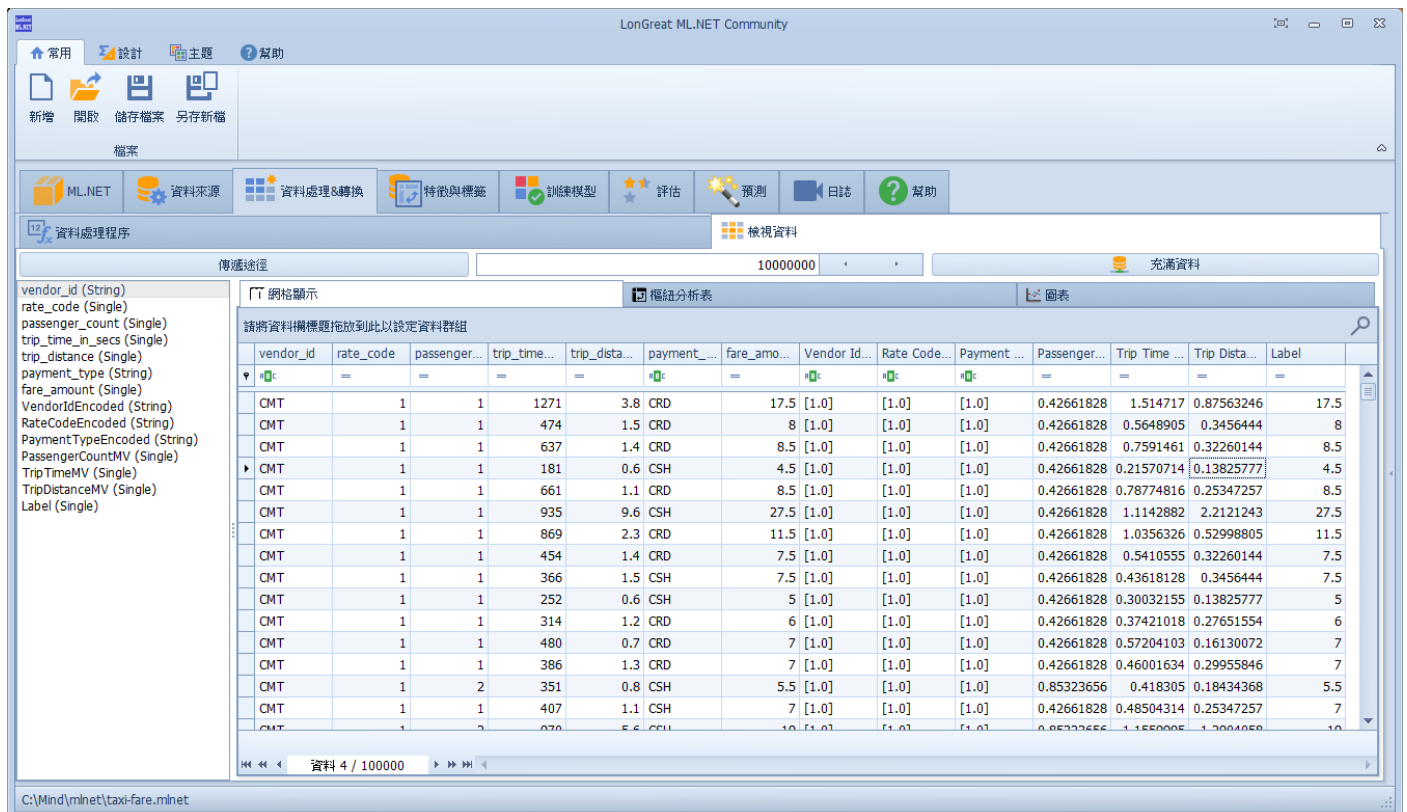 LonGreat ML.NET
LonGreat ML.NET Community
常用 設計 主題 幫助
新增 開啟 儲存檔案 另存新檔
檔案
ML.NET 資料來源 資料處理&轉換 特徵與標籤 訓練模型 評估 預測 日誌 幫助
資料處理程序 檢視資料
傳遞途徑 10000000 充滿資料
vendor_id (String)
rate_code (Single)
passenger_count (Single)
trip_time_in_secs (Single)
trip_distance (Single)
payment_type (String)
fare_amount (Single)
VendorIdEncoded (String)
RateCodeEncoded (String)
PaymentTypeEncoded (String)
PassengerCountMV (Single)
TripTimeMV (Single)
TripDistanceMV (Single)
Label (Single)
網格顯示 樞紐分析表 圖表
請將資料欄標題拖放到此以設定資料群組
vendor_id rate_code passenger... trip_time... trip_dista... payment_... fare_amo... Vendor Id... Rate Code... Payment ... Passenger... Trip Time ... Trip Dista... Label
CMT 1 1 1271 3.8 CRD 17.5 [1.0] [1.0] [1.0] 0.42661828 1.514717 0.87563246 17.5
CMT 1 1 474 1.5 CRD 8 [1.0] [1.0] [1.0] 0.42661828 0.5648905 0.3456444 8
CMT 1 1 637 1.4 CRD 8.5 [1.0] [1.0] [1.0] 0.42661828 0.7591461 0.32260144 8.5
CMT 1 1 181 0.6 CSH 4.5 [1.0] [1.0] [1.0] 0.42661828 0.21570714 0.13825777 4.5
CMT 1 1 661 1.1 CRD 8.5 [1.0] [1.0] [1.0] 0.42661828 0.78774816 0.25347257 8.5
CMT 1 1 935 9.6 CSH 27.5 [1.0] [1.0] [1.0] 0.42661828 1.1142882 2.2121243 27.5
CMT 1 1 869 2.3 CRD 11.5 [1.0] [1.0] [1.0] 0.42661828 1.0356326 0.52998805 11.5
CMT 1 1 454 1.4 CRD 7.5 [1.0] [1.0] [1.0] 0.42661828 0.5410555 0.32260144 7.5
CMT 1 1 366 1.5 CSH 7.5 [1.0] [1.0] [1.0] 0.42661828 0.43618128 0.3456444 7.5
CMT 1 1 252 0.6 CSH 5 [1.0] [1.0] [1.0] 0.42661828 0.30032155 0.13825777 5
CMT 1 1 314 1.2 CRD 6 [1.0] [1.0] [1.0] 0.42661828 0.37421018 0.27651554 6
CMT 1 1 480 0.7 CRD 7 [1.0] [1.0] [1.0] 0.42661828 0.57204103 0.16130072 7
CMT 1 1 386 1.3 CRD 7 [1.0] [1.0] [1.0] 0.42661828 0.46001634 0.29955846 7
CMT 1 2 351 0.8 CSH 5.5 [1.0] [1.0] [1.0] 0.85323656 0.418305 0.18434368 5.5
CMT 1 1 407 1.1 CSH 7 [1.0] [1.0] [1.0] 0.42661828 0.48504314 0.25347257 7
資料 4 / 100000
C:\Mind\mlnet\taxi-fare.mlnet